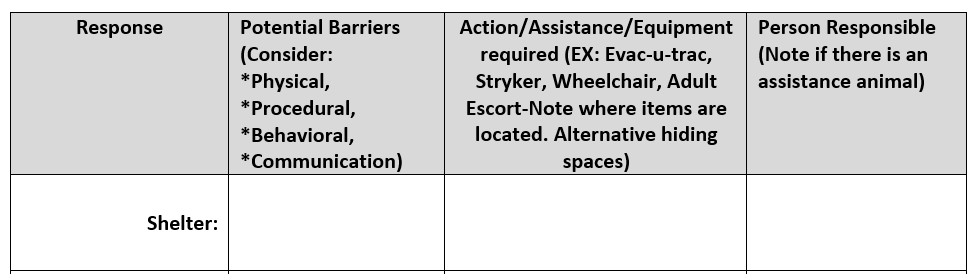 Response
Potential Barriers
(Consider:
*Physical,
*Procedural,
*Behavioral,
*Communication)
Action/Assistance/Equipment
required (EX: Evac-u-trac,
Stryker, Wheelchair, Adult
Escort-Note where items are
located. Alternative hiding
spaces)
Person Responsible
(Note if there is an
assistance animal)
Shelter: